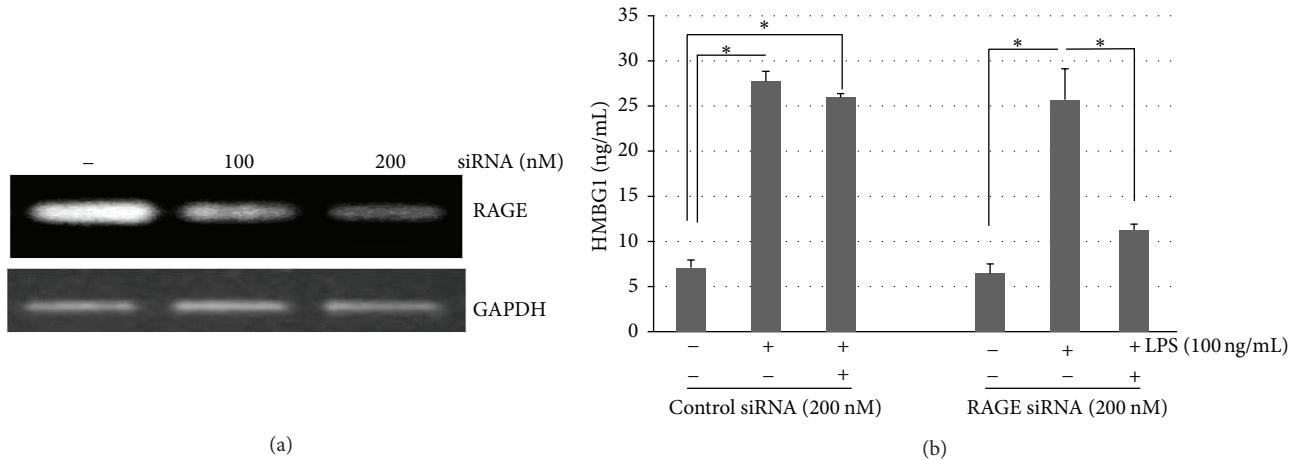 – 100 200 siRNA (nM)
RAGE
GAPDH
(a)
HMBG1 (ng/mL)
35
30
25
20
15
10
5
0
* *
* *
*
– + + – + + LPS (100 ng/mL)
– – + – – +
Control siRNA (200 nM) RAGE siRNA (200 nM)
(b)